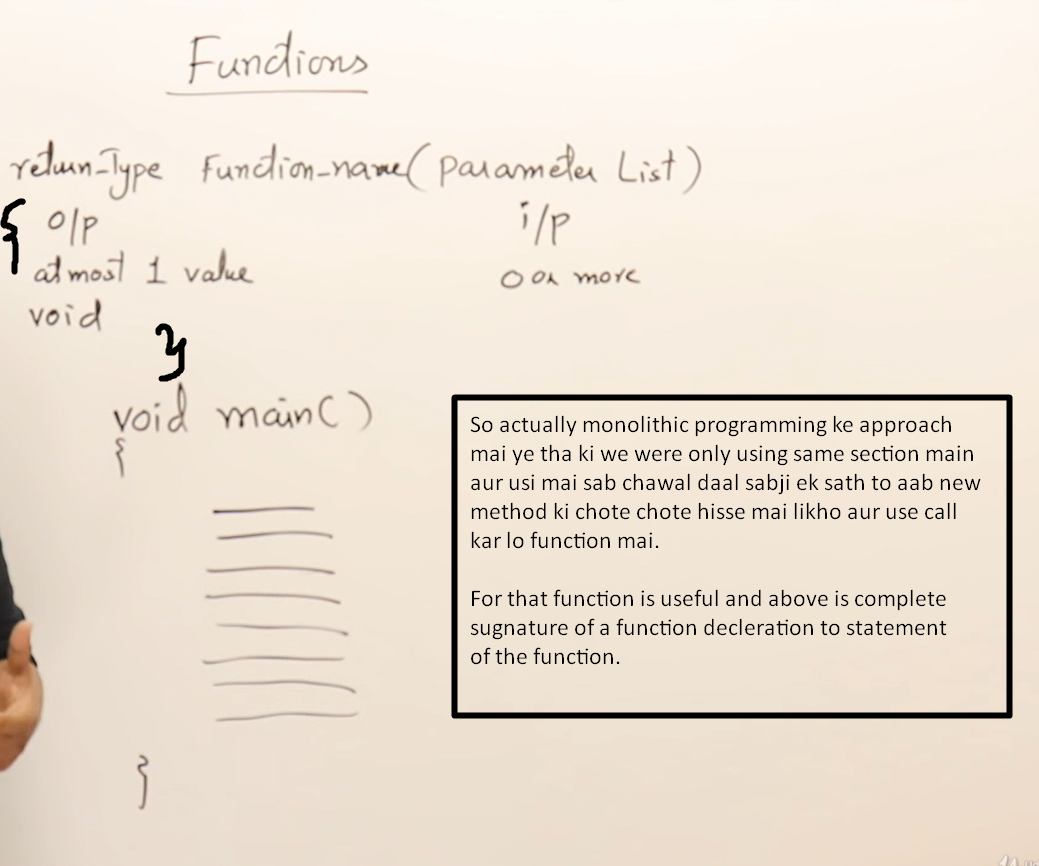 Functions
return-Type Function-name( Parameter List )
{ o/p i/p
at most 1 value 0 or more
void
}
void main( )
{
So actually monolithic programming ke approach
mai ye tha ki we were only using same section main
aur usi mai sab chawal daal sabji ek sath to aab new
method ki chote chote hisse mai likho aur use call
kar lo function mai.
For that function is useful and above is complete
sugnature of a function decleration to statement
of the function.
}